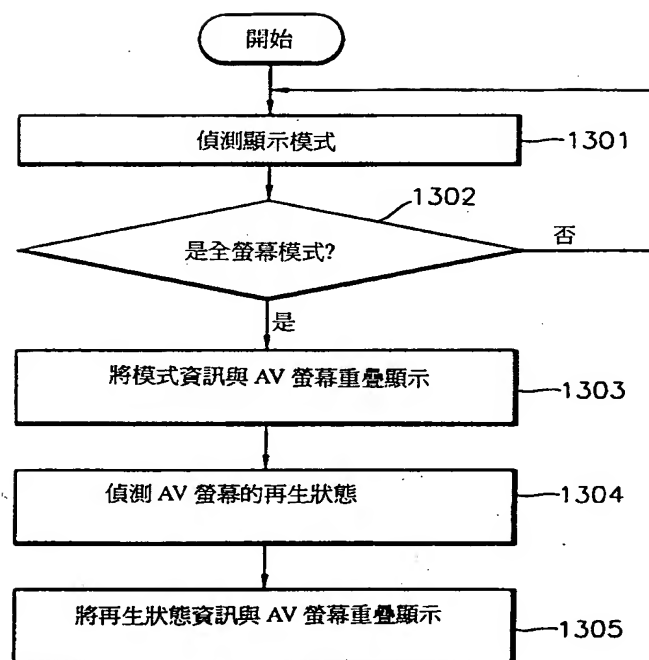 開始
偵測顯示模式
1301
1302
是全螢幕模式?
否
是
將模式資訊與 AV 螢幕重疊顯示
1303
偵測 AV 螢幕的再生狀態
1304
將再生狀態資訊與 AV 螢幕重疊顯示
1305